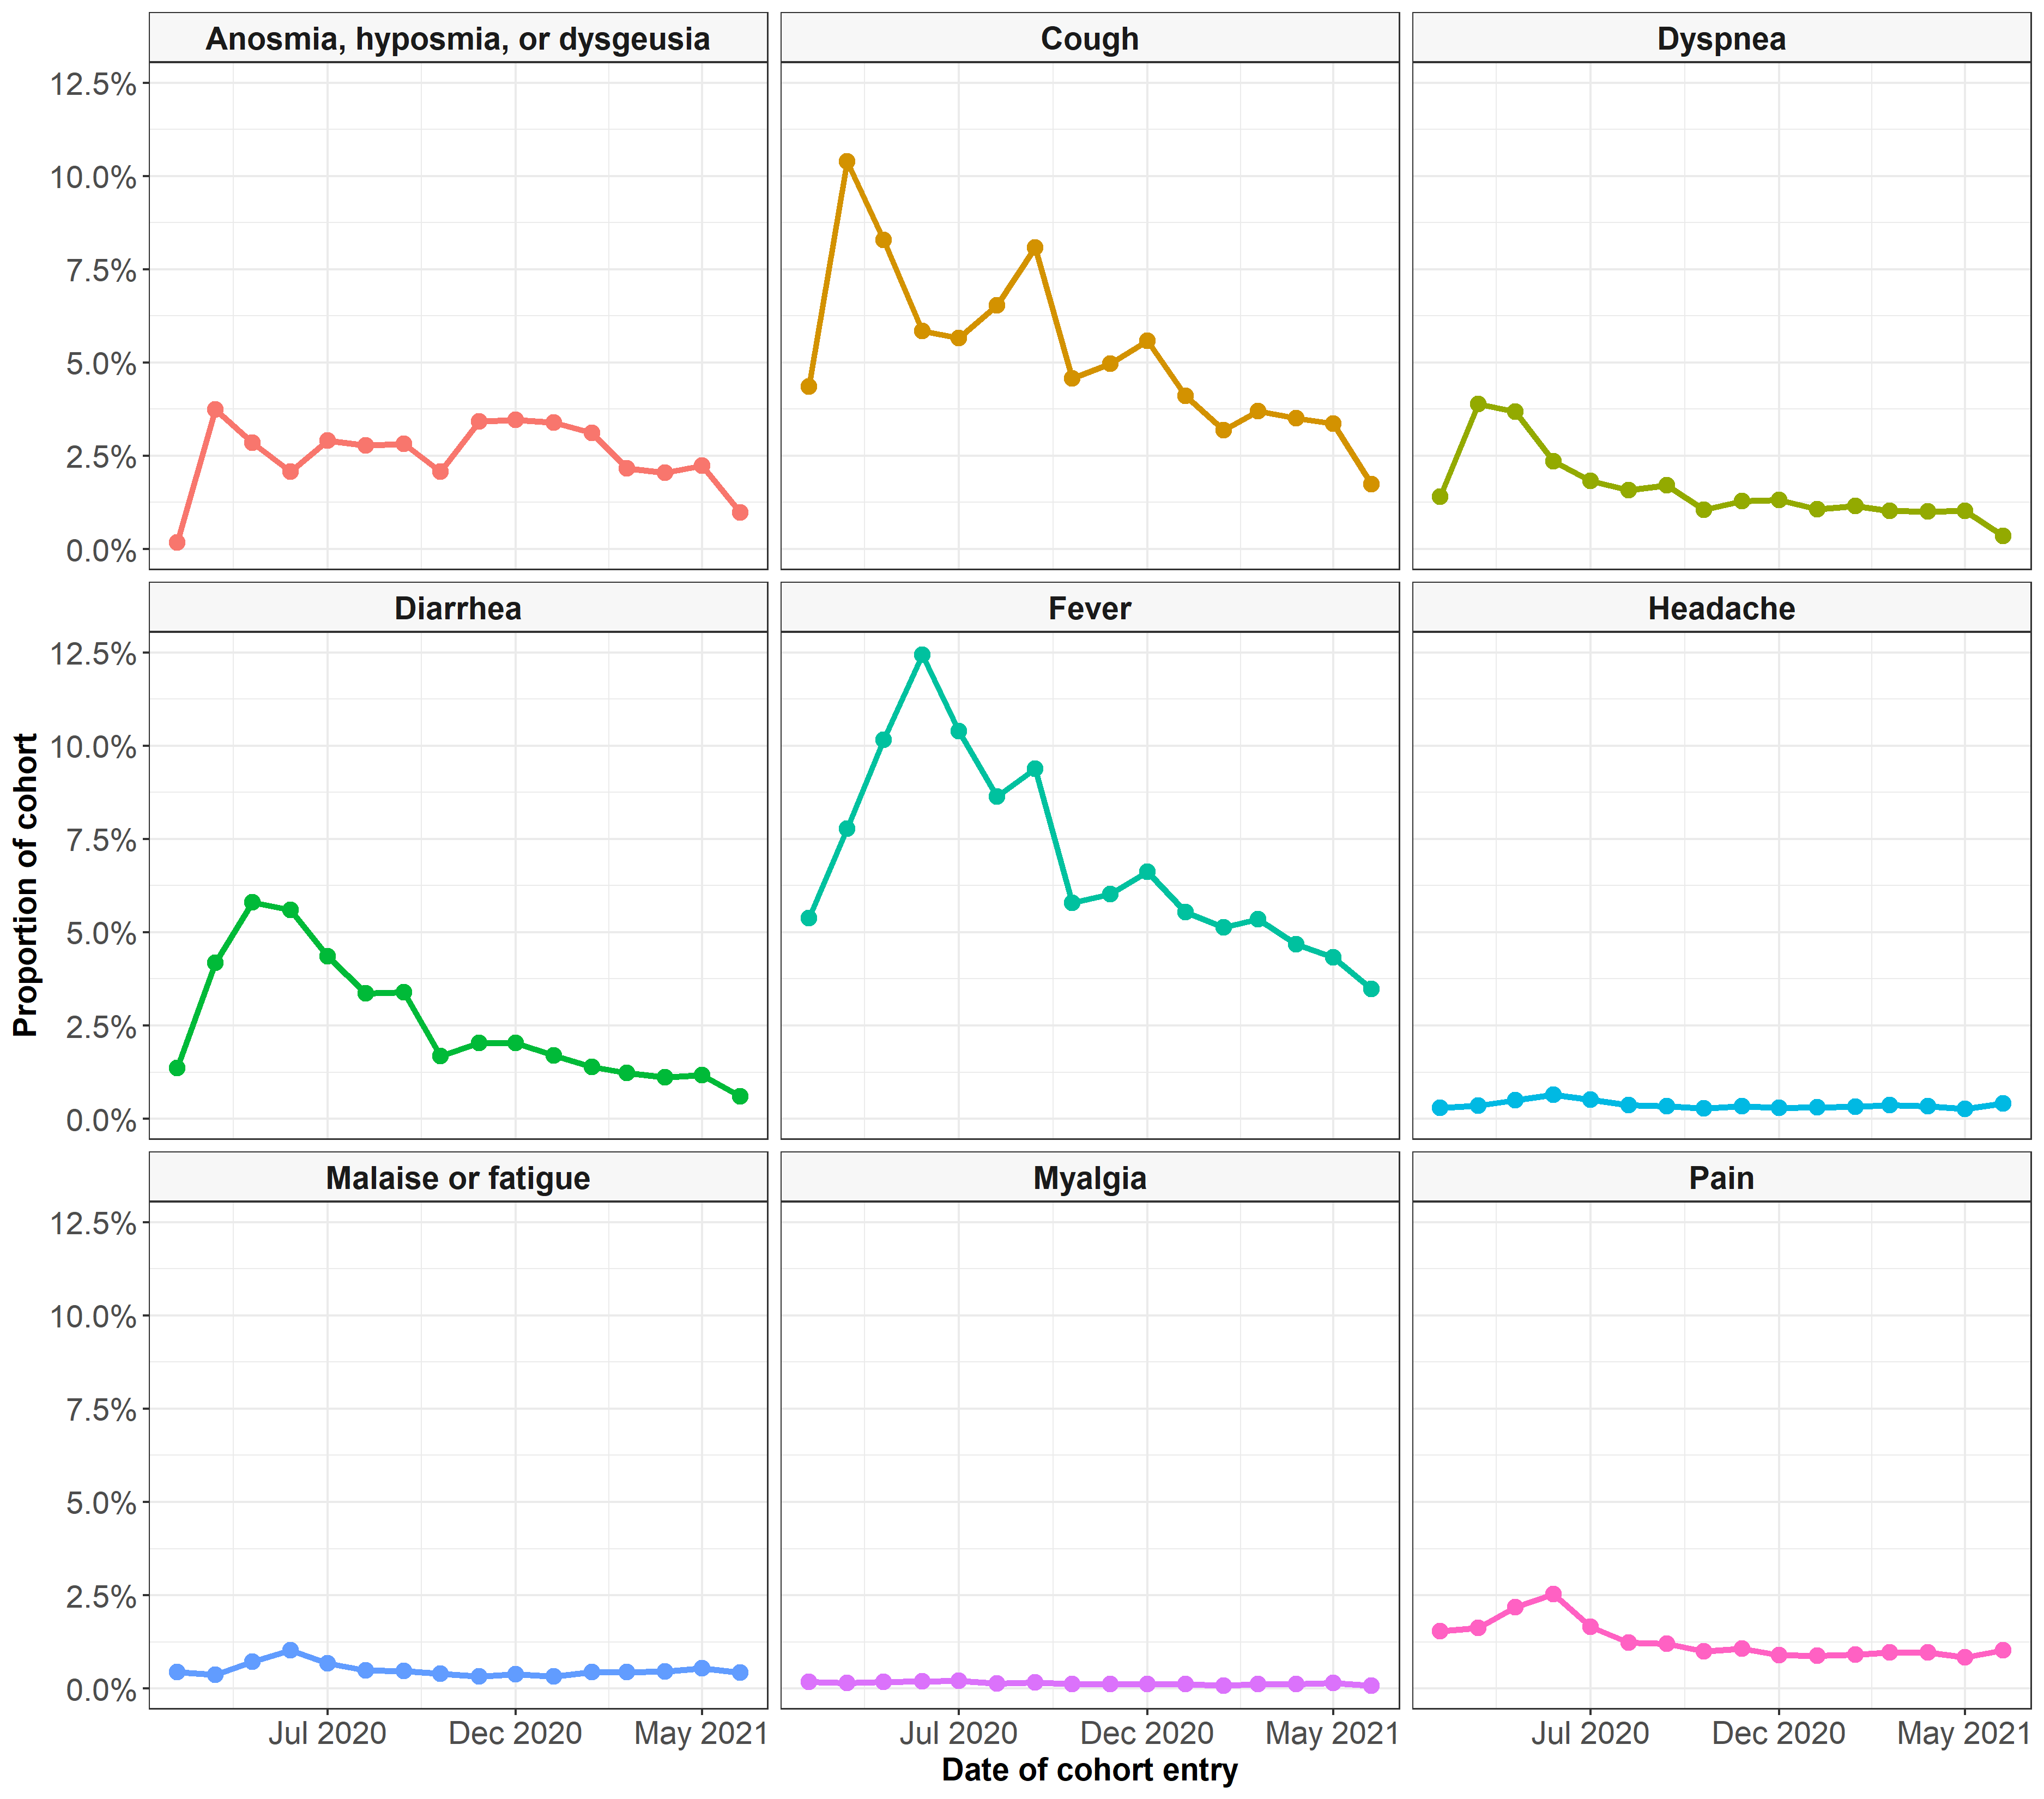 Anosmia, hyposmia, or dysgeusia
Cough
Dyspnea
12.5%
10.0%
7.5%
5.0%
2.5%
0.0%
Diarrhea
Fever
Headache
12.5%
10.0%
7.5%
5.0%
2.5%
0.0%
Malaise or fatigue
Myalgia
Pain
12.5%
10.0%
7.5%
5.0%
2.5%
0.0%
Jul 2020 Dec 2020 May 2021
Jul 2020 Dec 2020 May 2021
Jul 2020 Dec 2020 May 2021
Proportion of cohort
Date of cohort entry